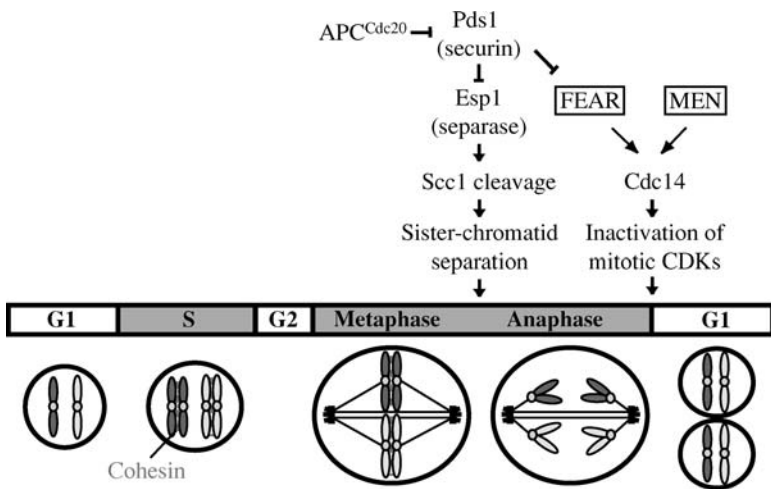 APC^Cdc20 Pds1
(securin)
Esp1 FEAR MEN
(separase)
Scc1 cleavage Cdc14
Sister-chromatid Inactivation of
separation mitotic CDKs
G1 S G2 Metaphase Anaphase G1
Cohesin